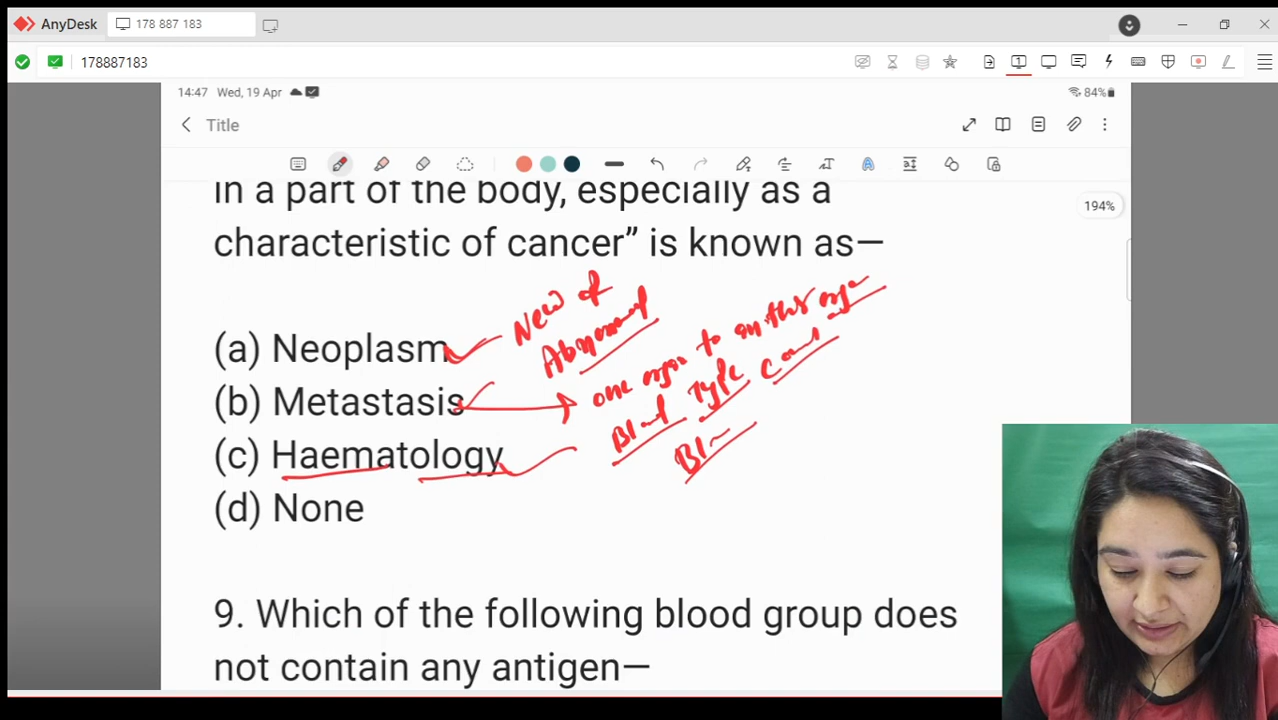 AnyDesk
178 887 183
178887183
14:47 Wed, 19 Apr
84%
Title
194%
in a part of the body, especially as a
characteristic of cancer” is known as—
(a) Neoplasm
New of
Abnormal
(b) Metastasis
one organ to another organ
(c) Haematology
Type
(d) None
9. Which of the following blood group does
not contain any antigen—